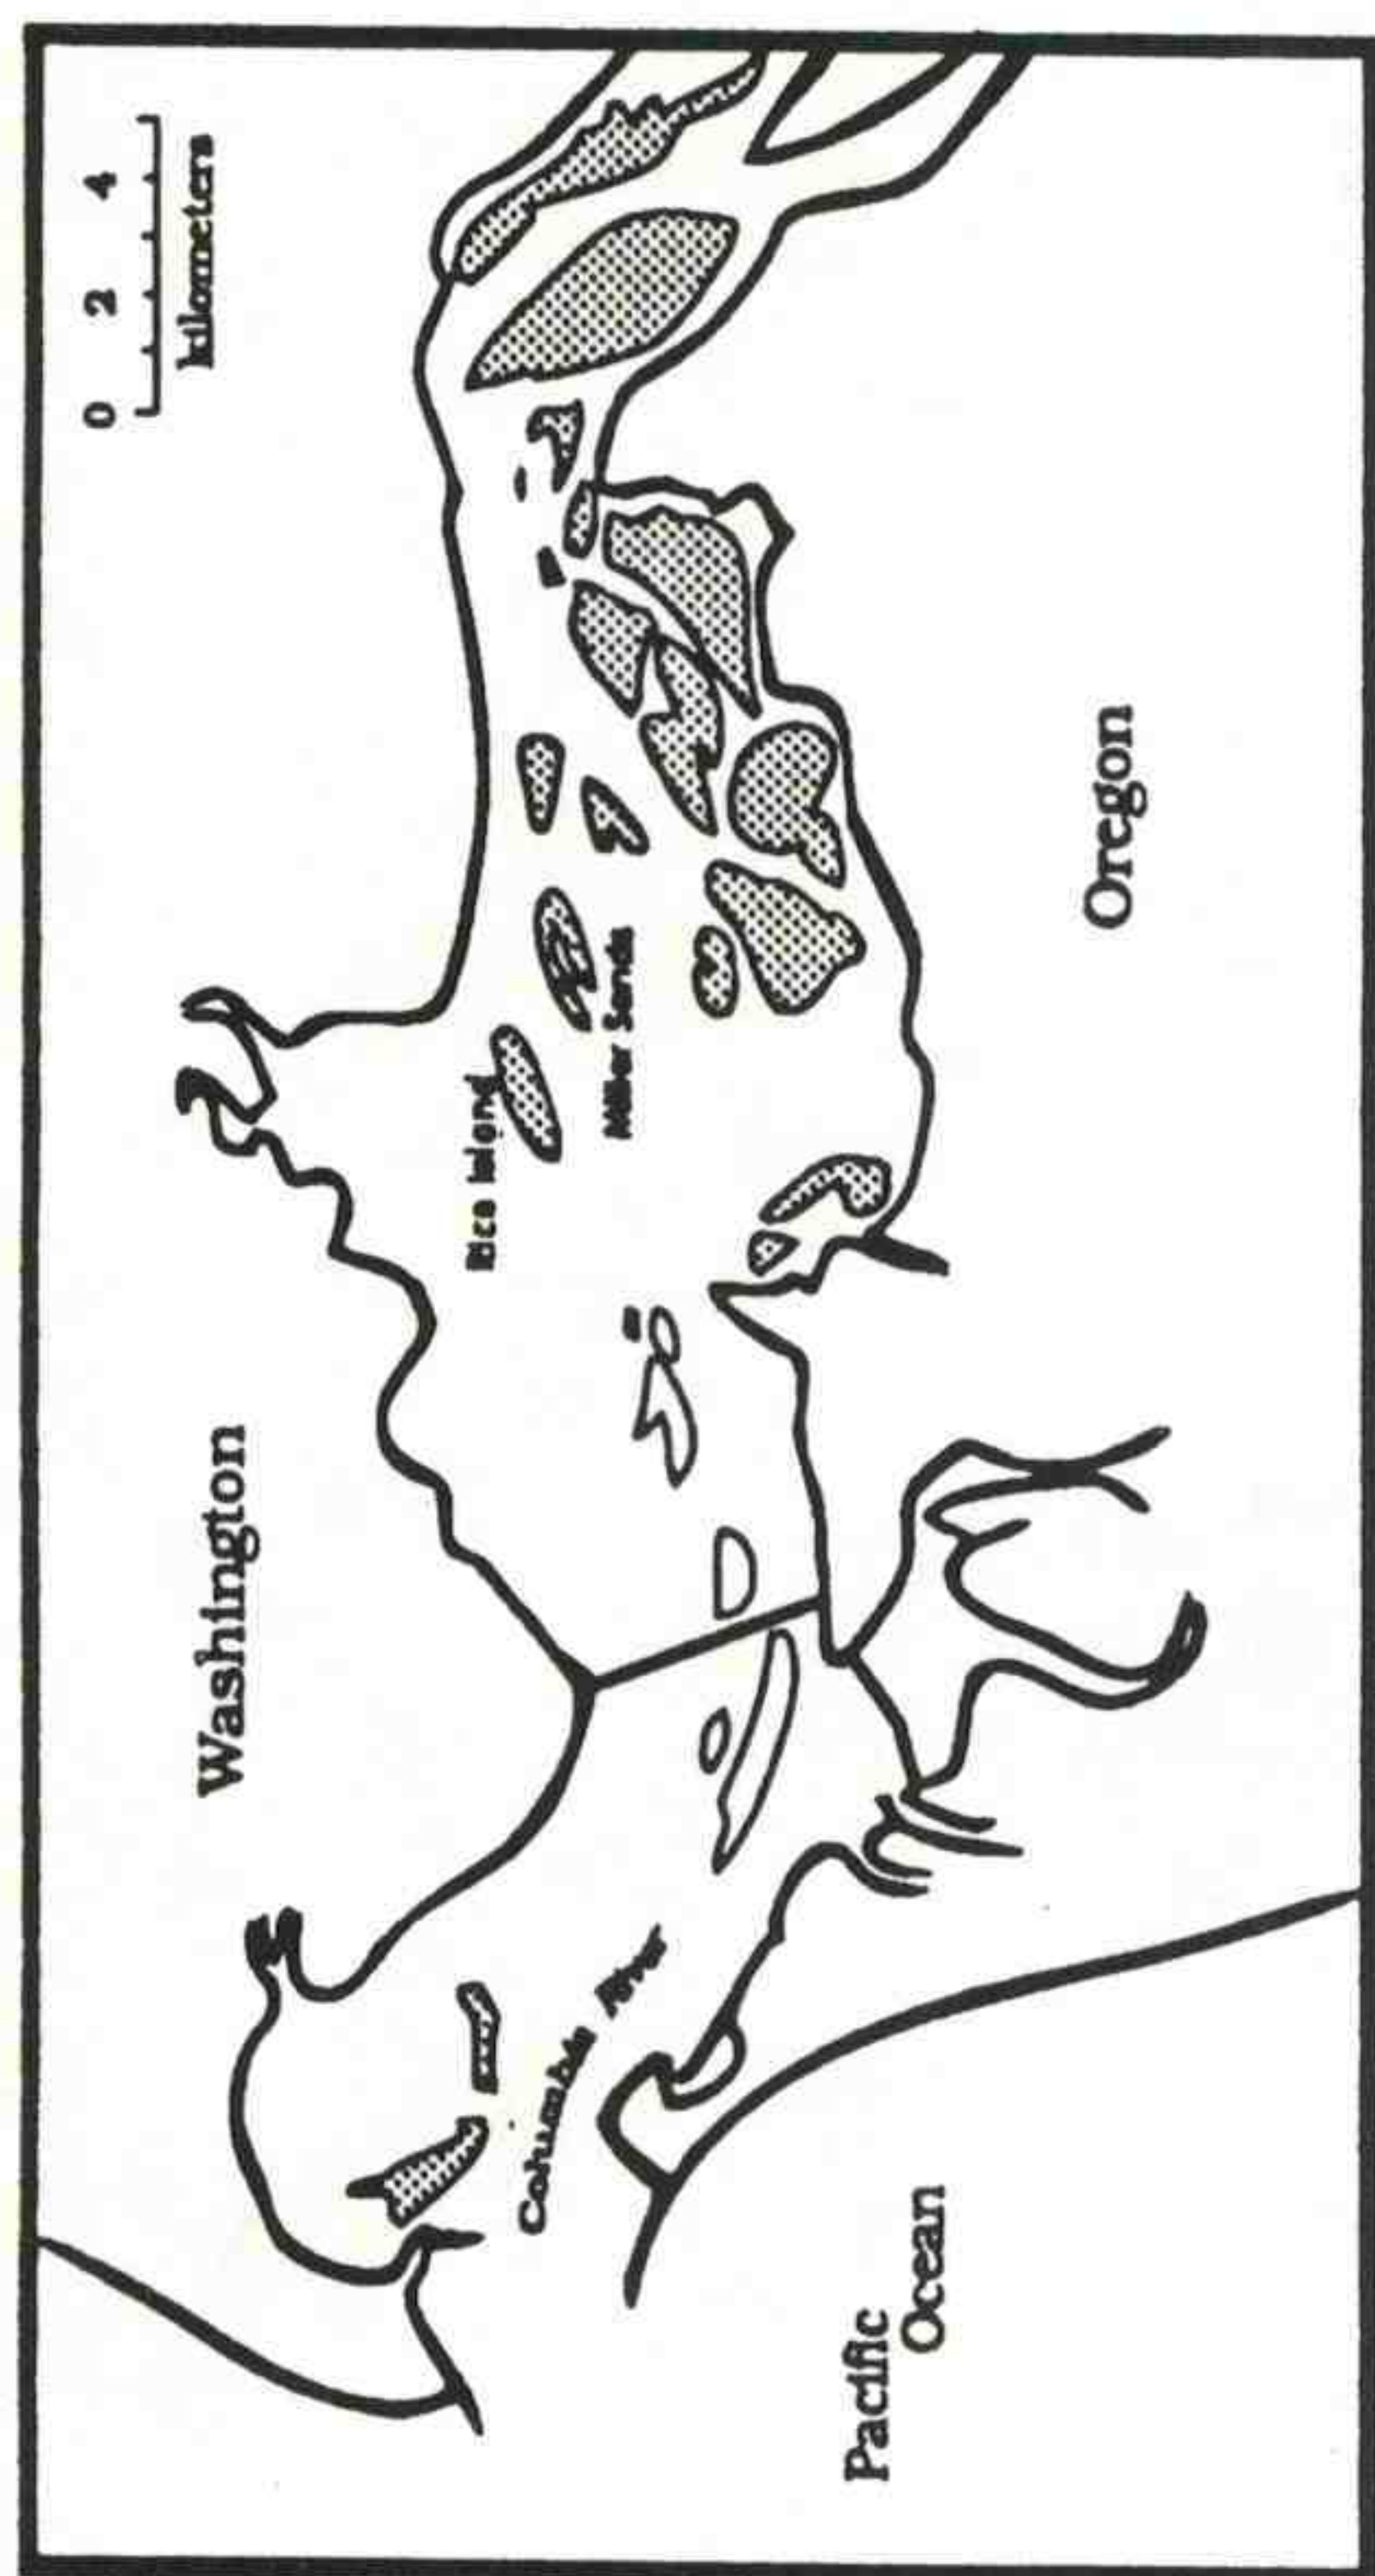 Washington
0 2 4
kilometers
Rice Island
Miller Sands
Columbia River
Oregon
Pacific
Ocean